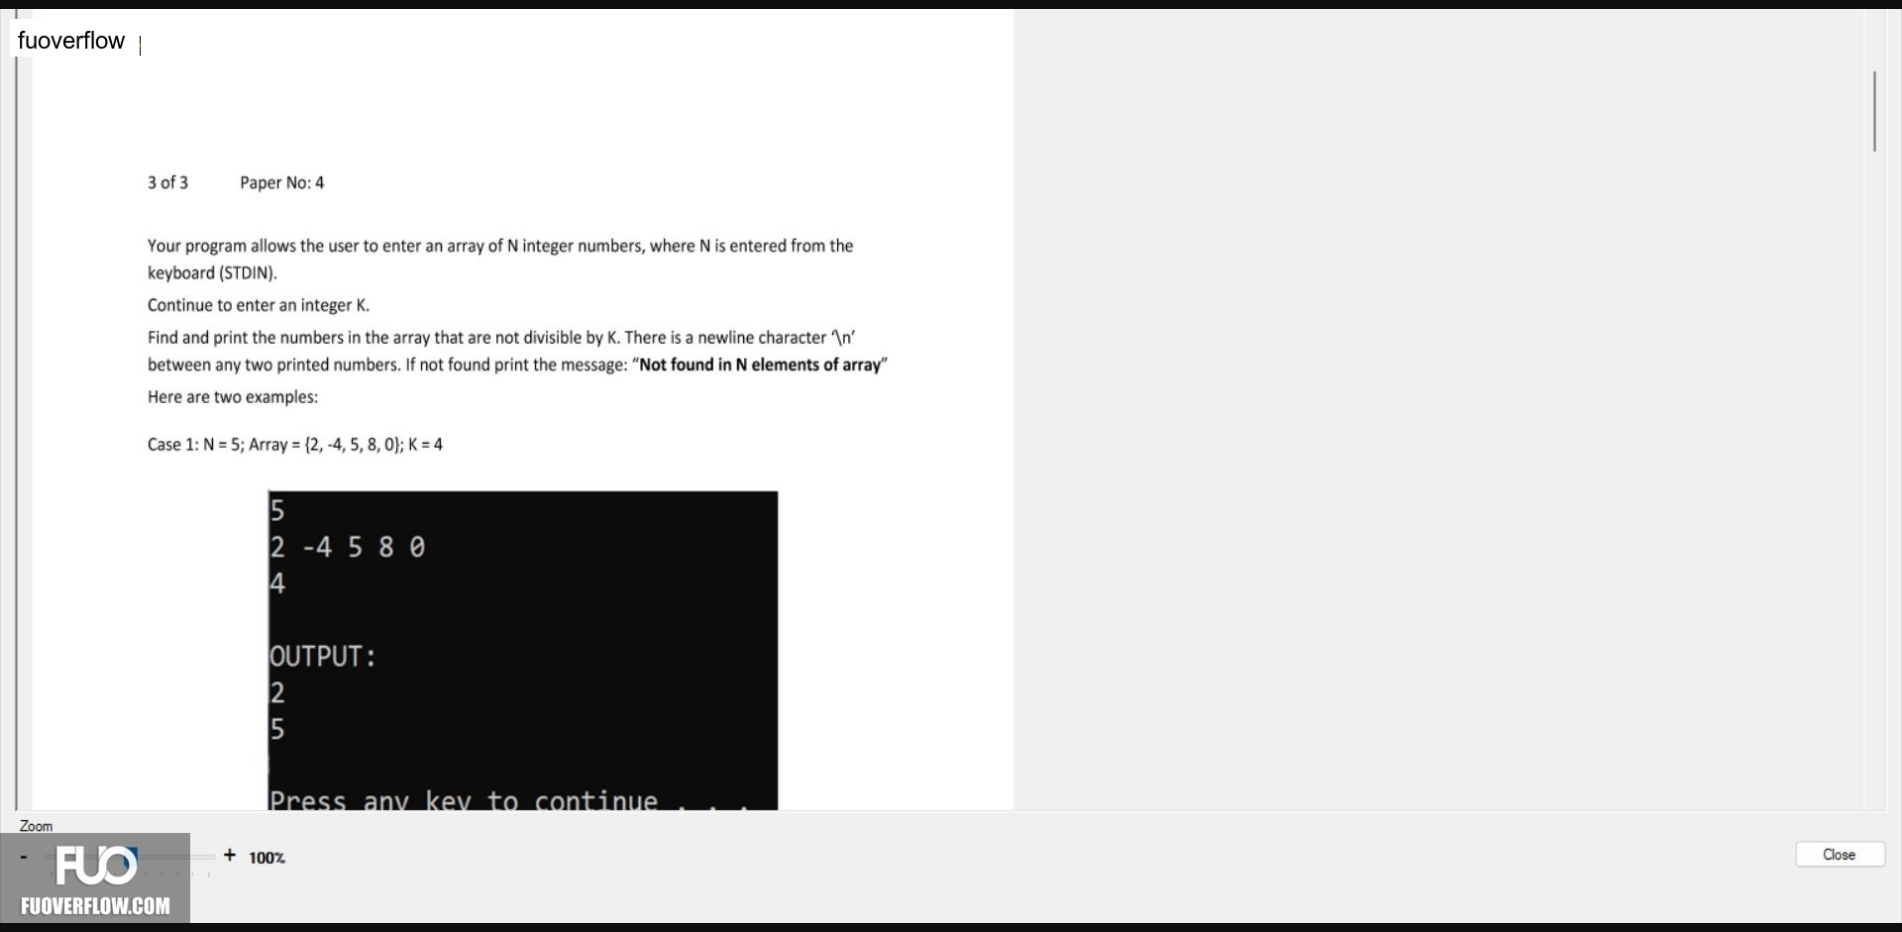 fuoverflow
3 of 3 Paper No: 4
Your program allows the user to enter an array of N integer numbers, where N is entered from the
keyboard (STDIN).
Continue to enter an integer K.
Find and print the numbers in the array that are not divisible by K. There is a newline character ‘\n’
between any two printed numbers. If not found print the message: “Not found in N elements of array”
Here are two examples:
Case 1: N = 5; Array = {2, -4, 5, 8, 0}; K = 4
5
2 -4 5 8 0
4
OUTPUT:
2
5
Press any key to continue . . .
Zoom
- + 100%
Close
FUO
FUOVERFLOW.COM